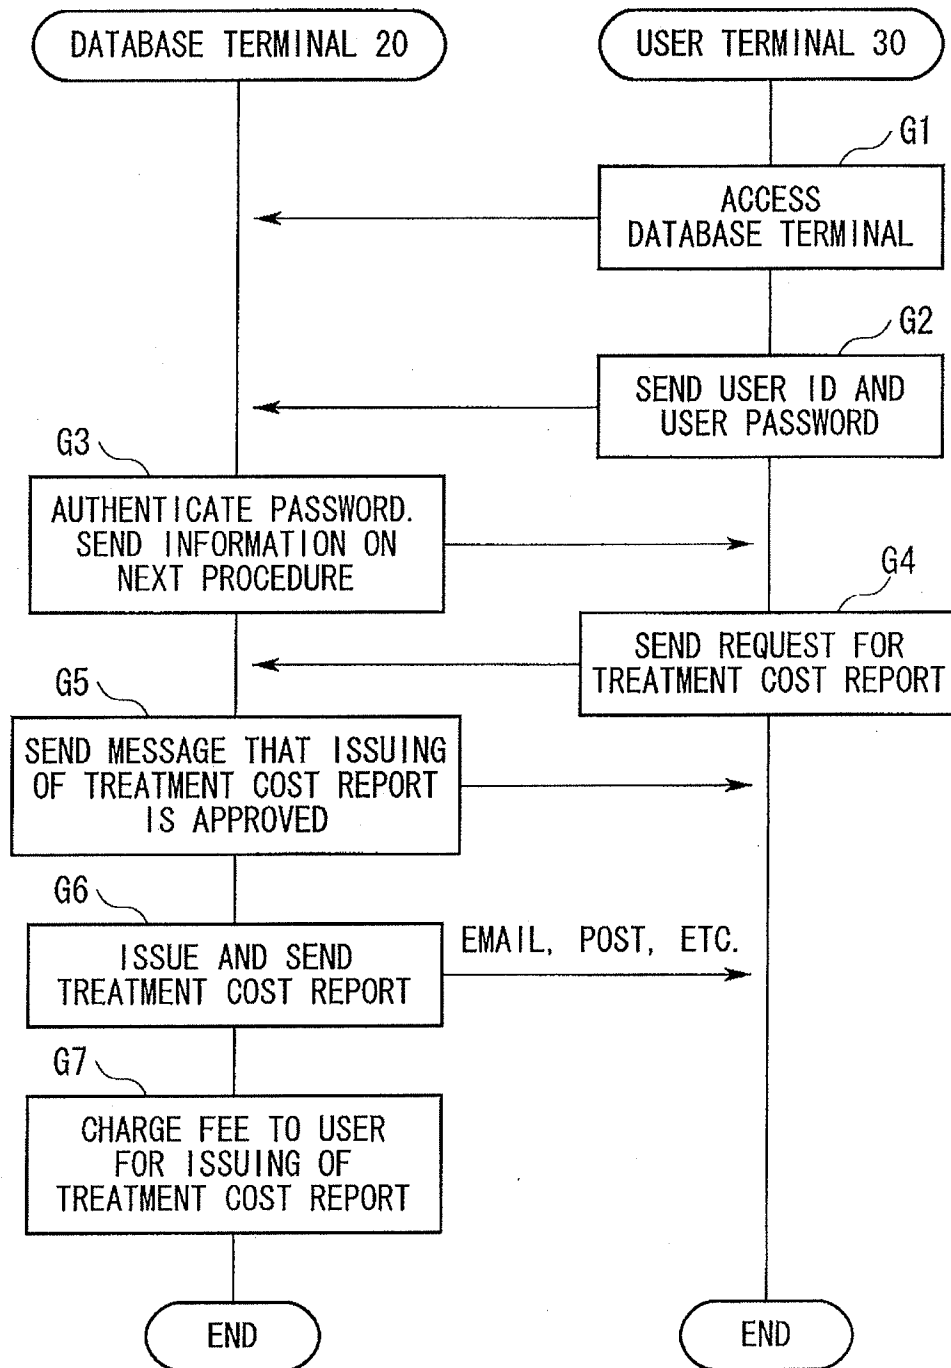 DATABASE TERMINAL 20
USER TERMINAL 30
G1
ACCESS
DATABASE TERMINAL
G2
SEND USER ID AND
USER PASSWORD
G3
AUTHENTICATE PASSWORD.
SEND INFORMATION ON
NEXT PROCEDURE
G4
SEND REQUEST FOR
TREATMENT COST REPORT
G5
SEND MESSAGE THAT ISSUING
OF TREATMENT COST REPORT
IS APPROVED
G6
ISSUE AND SEND
TREATMENT COST REPORT
EMAIL, POST, ETC.
G7
CHARGE FEE TO USER
FOR ISSUING OF
TREATMENT COST REPORT
END
END